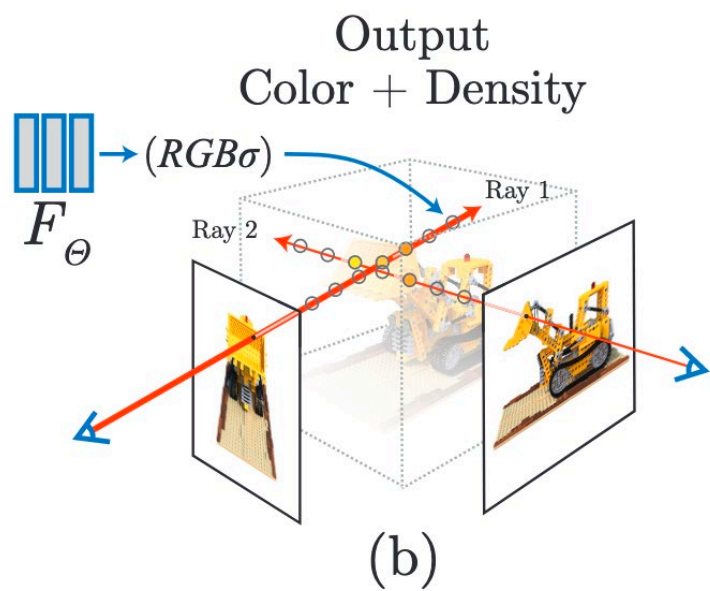 Output
Color + Density
(RGBσ)
F_Θ
Ray 1
Ray 2
(b)